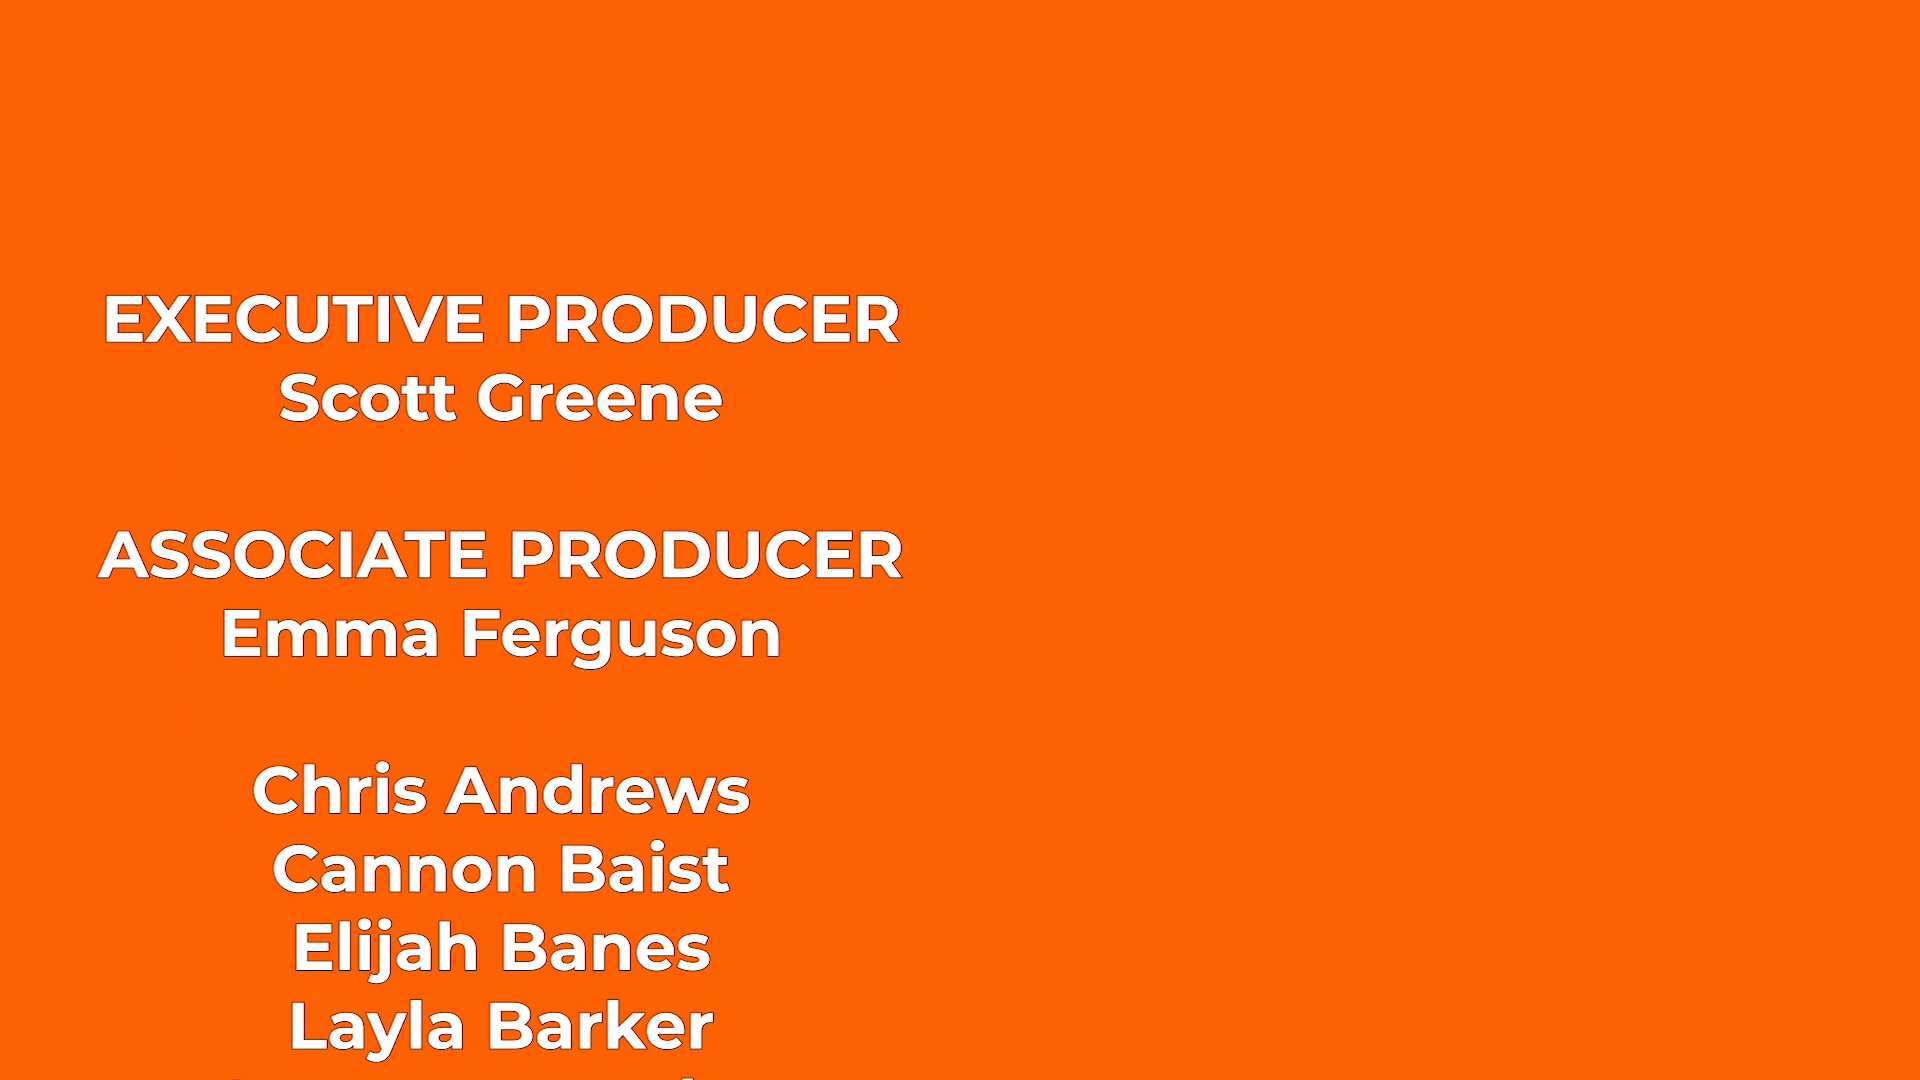 EXECUTIVE PRODUCER
Scott Greene
ASSOCIATE PRODUCER
Emma Ferguson
Chris Andrews
Cannon Baist
Elijah Banes
Layla Barker